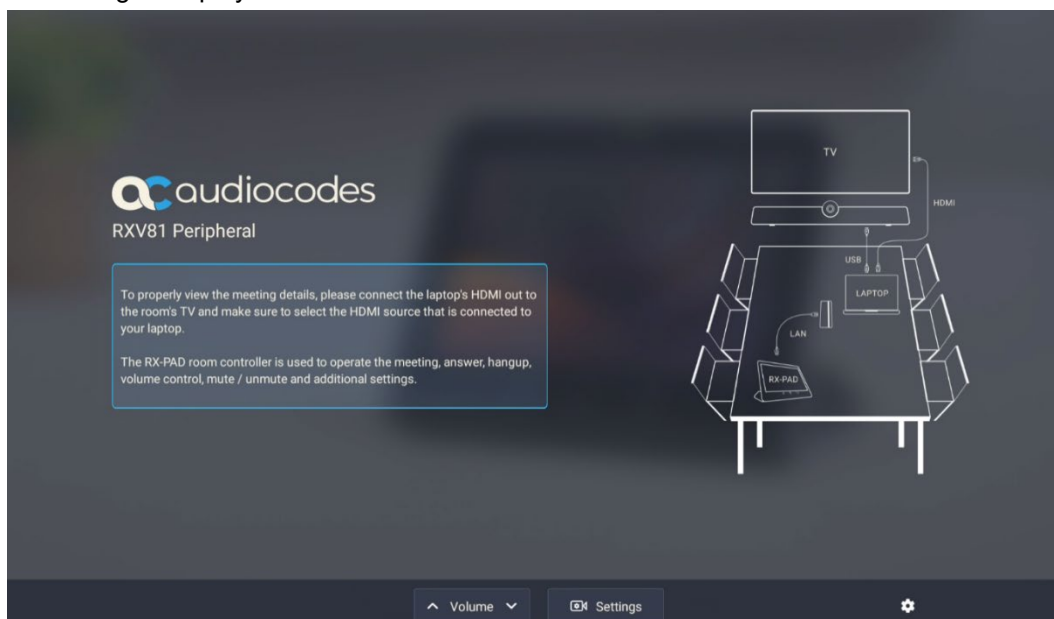 audiocodes
RXV81 Peripheral
To properly view the meeting details, please connect the laptop's HDMI out to
the room's TV and make sure to select the HDMI source that is connected to
your laptop.
The RX-PAD room controller is used to operate the meeting, answer, hangup,
volume control, mute / unmute and additional settings.
TV
HDMI
USB
LAPTOP
LAN
RX-PAD
Volume
Settings